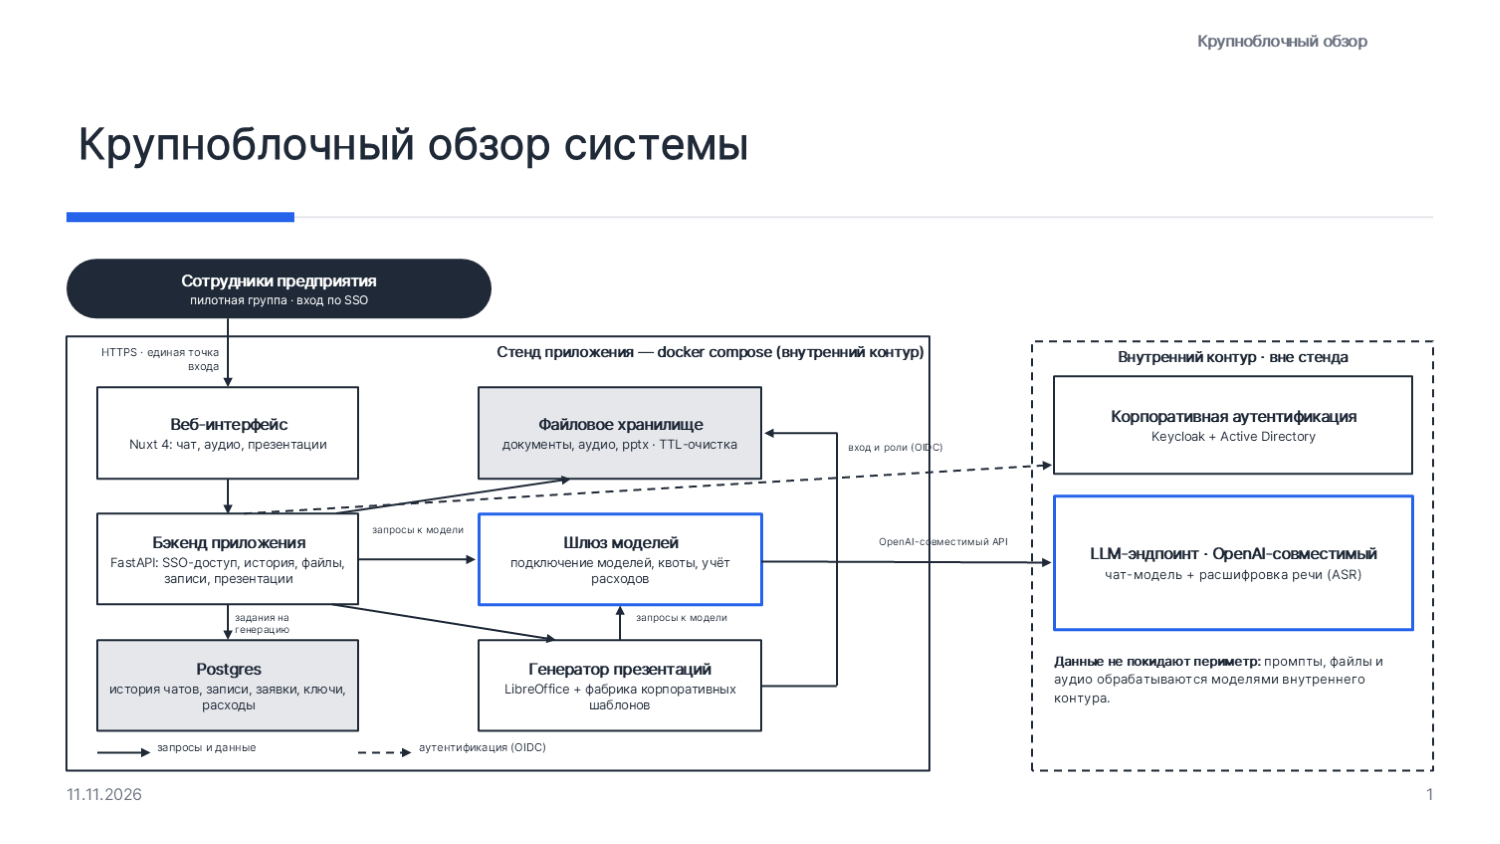 Крупноблочный обзор
Крупноблочный обзор системы
Сотрудники предприятия
пилотная группа · вход по SSO
HTTPS · единая точка
входа
Стенд приложения — docker compose (внутренний контур)
Внутренний контур · вне стенда
Веб-интерфейс
Nuxt 4: чат, аудио, презентации
Файловое хранилище
документы, аудио, pptx · TTL-очистка
вход и роли (OIDC)
Корпоративная аутентификация
Keycloak + Active Directory
Бэкенд приложения
FastAPI: SSO-доступ, история, файлы,
записи, презентации
запросы к модели
Шлюз моделей
подключение моделей, квоты, учёт
расходов
OpenAI-совместимый API
LLM-эндпоинт · OpenAI-совместимый
чат-модель + расшифровка речи (ASR)
задания на
генерацию
запросы к модели
Postgres
история чатов, записи, заявки, ключи,
расходы
Генератор презентаций
LibreOffice + фабрика корпоративных
шаблонов
Данные не покидают периметр: промпты, файлы и
аудио обрабатываются моделями внутреннего
контура.
запросы и данные
аутентификация (OIDC)
11.11.2026
1